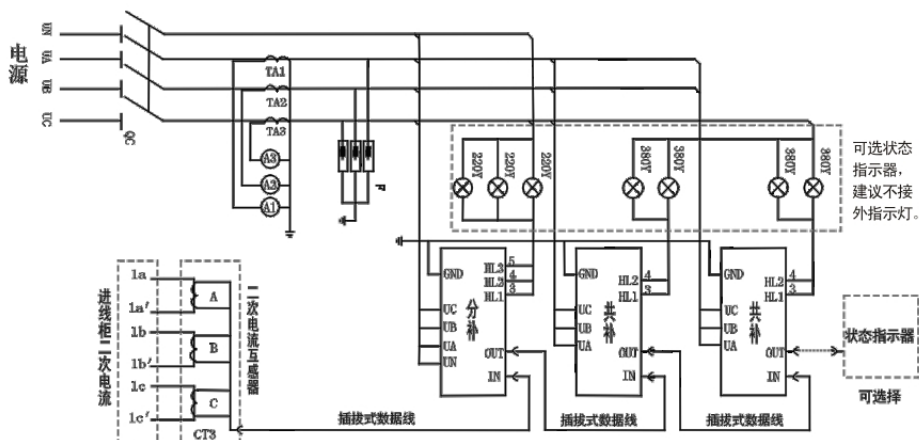 电源
UN
UA
UB
UC
QC
TA1
TA2
TA3
A3
A2
A1
F
220V
220V
220V
380V
380V
380V
380V
可选状态
指示器，
建议不接
外指示灯。
GND
HL3
5
HL2
4
HL1
3
UC
UB
UA
UN
分补
OUT
IN
GND
HL2
4
HL1
3
UC
UB
UA
共补
OUT
IN
GND
HL2
4
HL1
3
UC
UB
UA
共补
OUT
IN
状态指示器
可选择
进线柜二次电流
1a
1a'
1b
1b'
1c
1c'
A
B
C
CT3
二次电流互感器
插拔式数据线
插拔式数据线
插拔式数据线